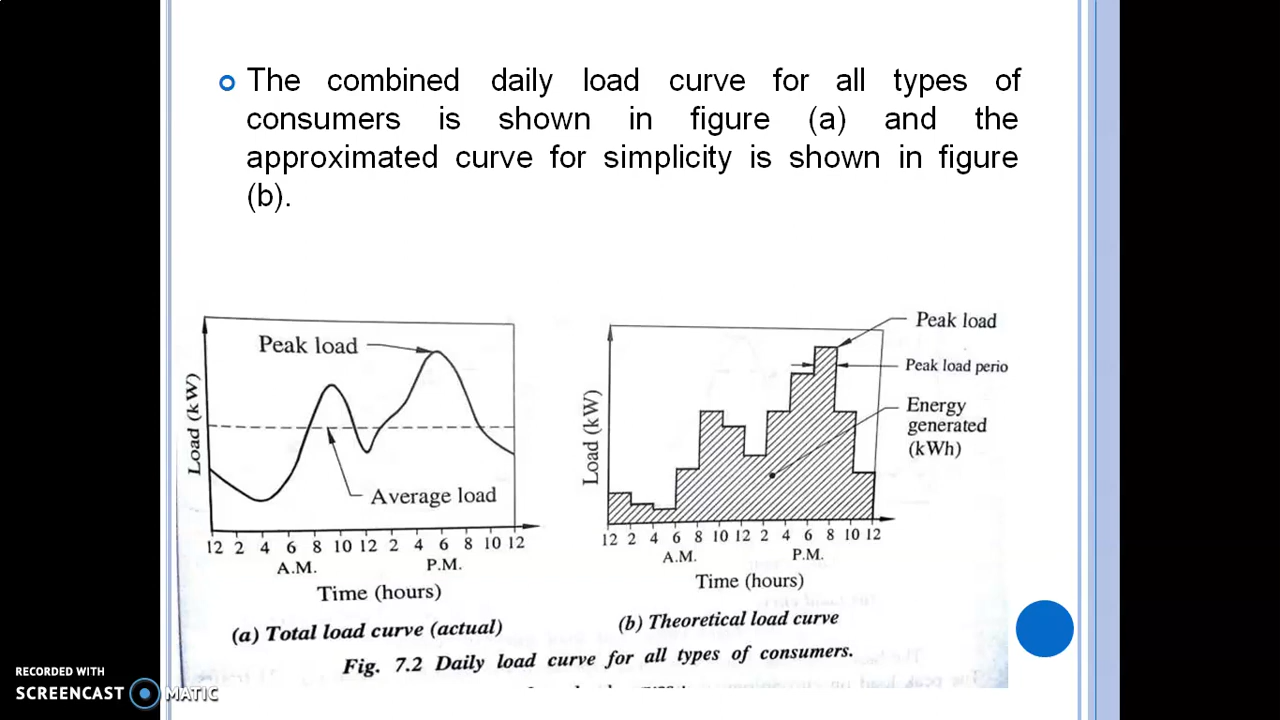 The combined daily load curve for all types of
consumers is shown in figure (a) and the
approximated curve for simplicity is shown in figure
(b).
Peak load
Average load
Load (kW)
12 2 4 6 8 10 12 2 4 6 8 10 12
A.M. P.M.
Time (hours)
(a) Total load curve (actual)
Peak load
Peak load perio
Energy
generated
(kWh)
Load (kW)
12 2 4 6 8 10 12 2 4 6 8 10 12
A.M. P.M.
Time (hours)
(b) Theoretical load curve
Fig. 7.2 Daily load curve for all types of consumers.
RECORDED WITH
SCREENCAST MATIC